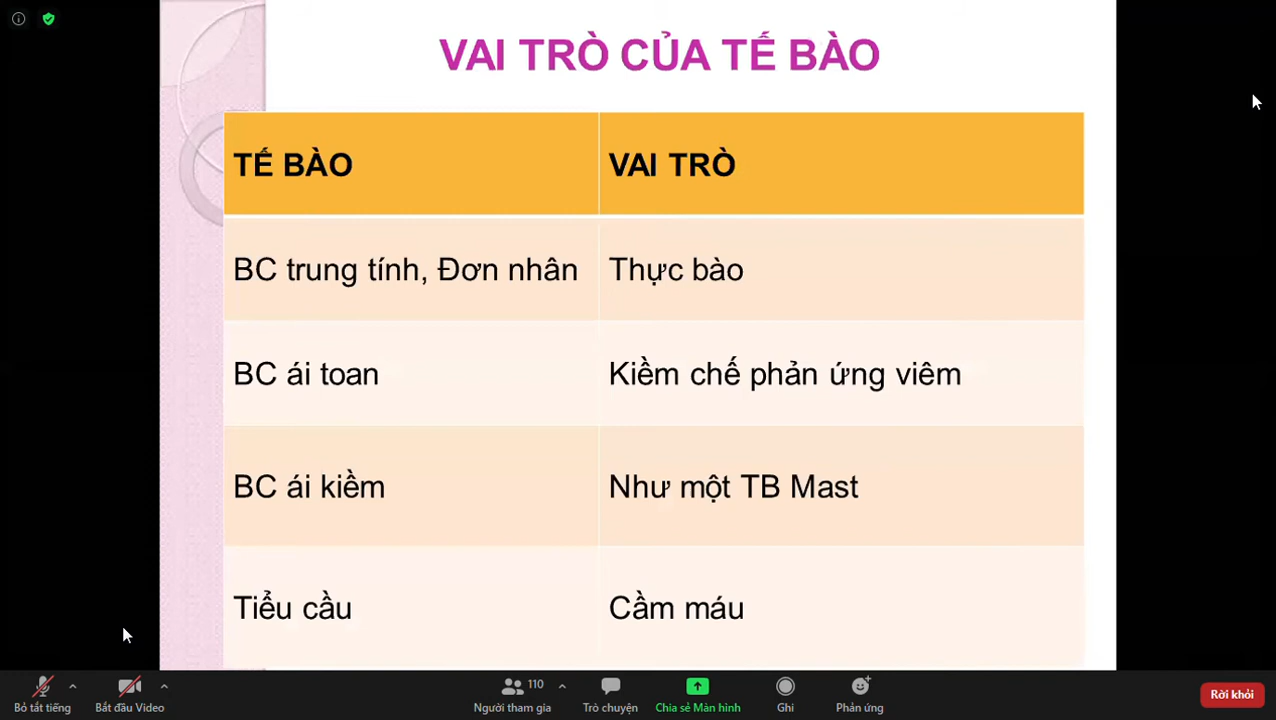 VAI TRÒ CỦA TẾ BÀO
TẾ BÀO
VAI TRÒ
BC trung tính, Đơn nhân
Thực bào
BC ái toan
Kiềm chế phản ứng viêm
BC ái kiềm
Như một TB Mast
Tiểu cầu
Cầm máu
Bỏ tắt tiếng
Bắt đầu Video
110
Người tham gia
Trò chuyện
Chia sẻ Màn hình
Ghi
Phản ứng
Rời khỏi